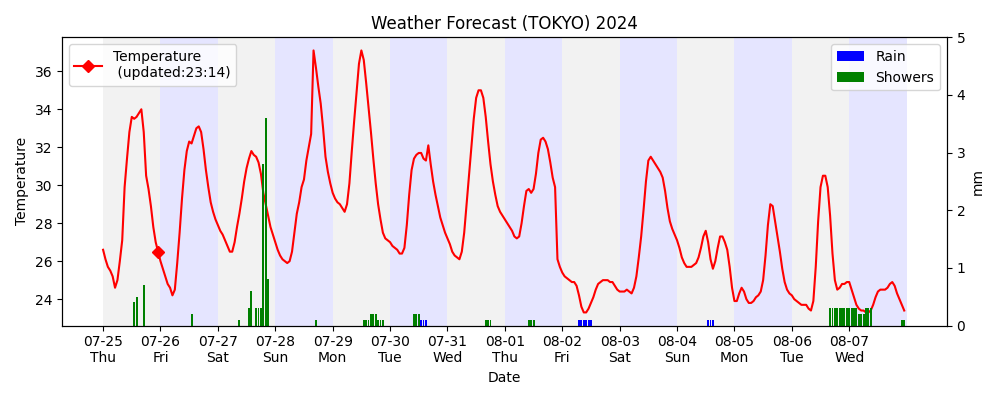 Weather Forecast (TOKYO) 2024
Temperature
(updated:23:14)
Rain
Showers
36
34
32
30
28
26
24
Temperature
5
4
3
2
1
0
mm
07-25 07-26 07-27 07-28 07-29 07-30 07-31 08-01 08-02 08-03 08-04 08-05 08-06 08-07
Thu Fri Sat Sun Mon Tue Wed Thu Fri Sat Sun Mon Tue Wed
Date